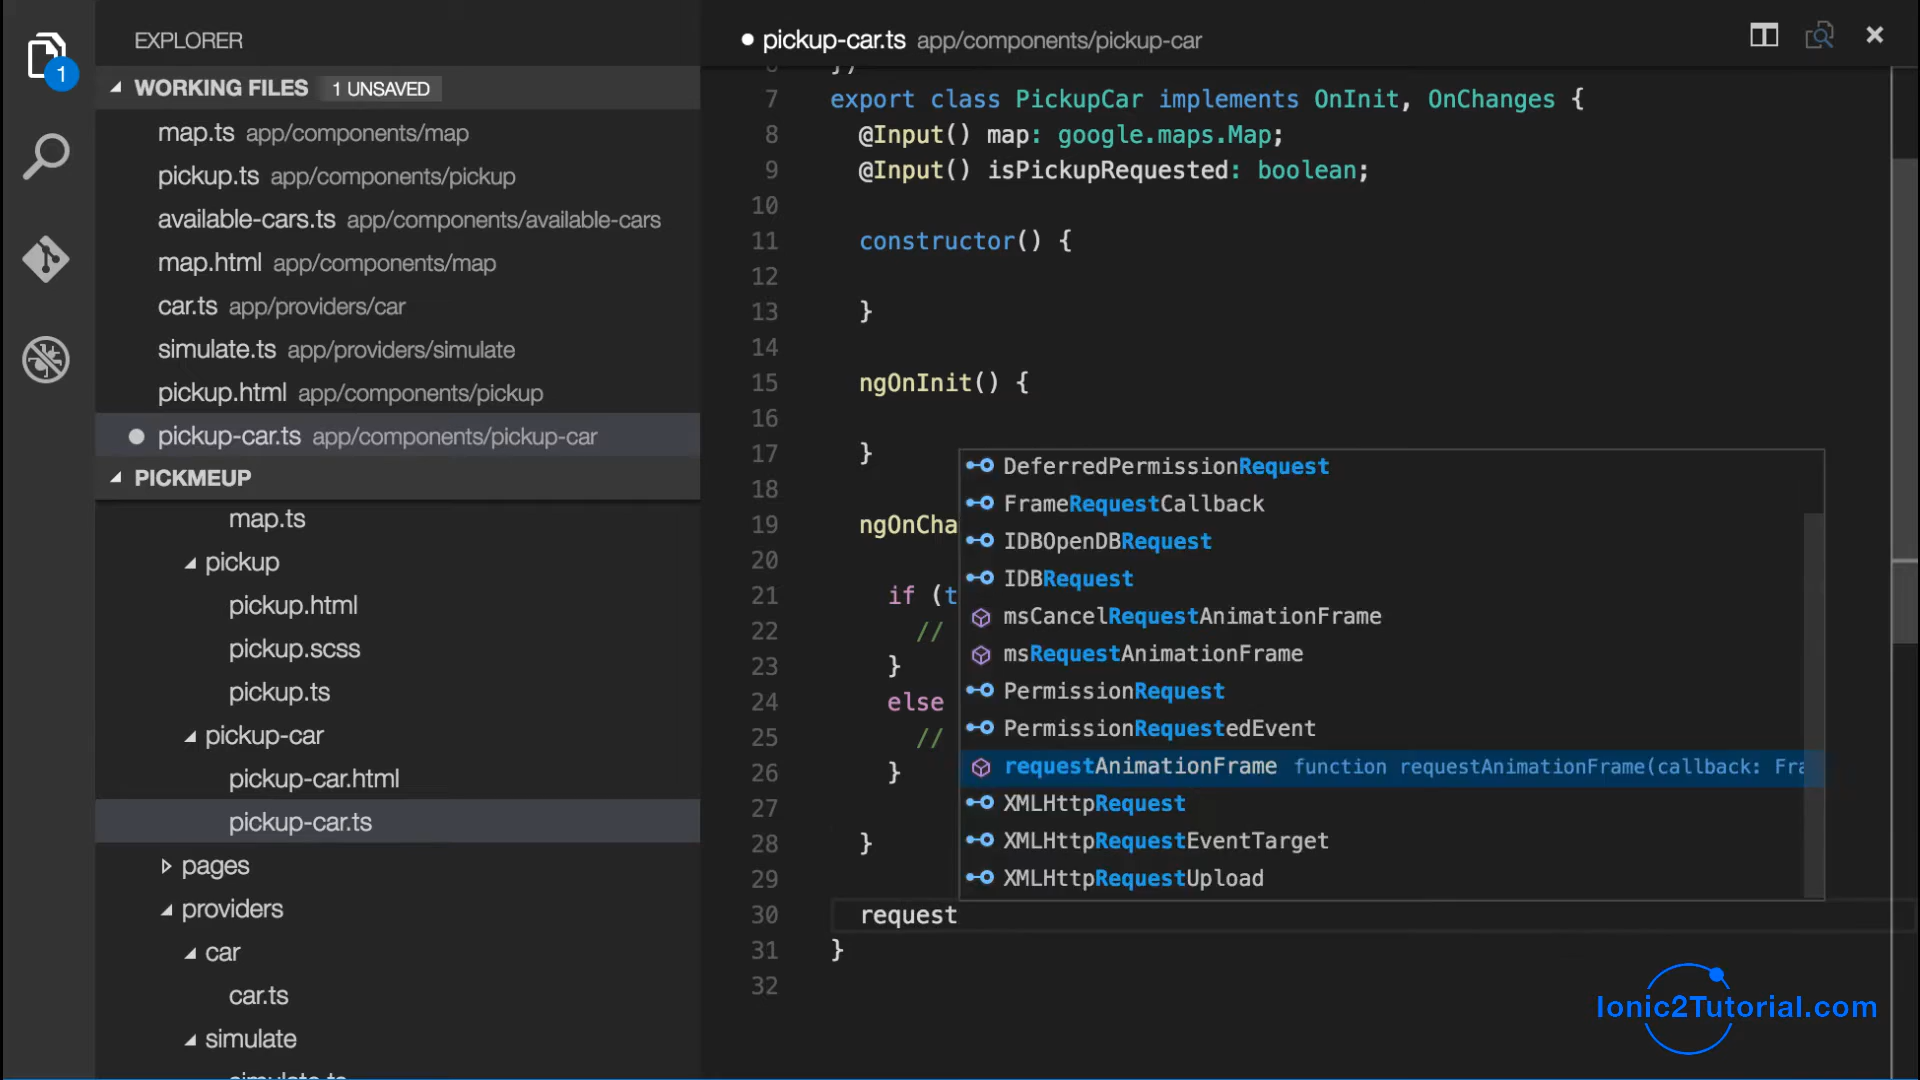 EXPLORER
WORKING FILES 1 UNSAVED
map.ts app/components/map
pickup.ts app/components/pickup
available-cars.ts app/components/available-cars
map.html app/components/map
car.ts app/providers/car
simulate.ts app/providers/simulate
pickup.html app/components/pickup
pickup-car.ts app/components/pickup-car
PICKMEUP
map.ts
pickup
pickup.html
pickup.scss
pickup.ts
pickup-car
pickup-car.html
pickup-car.ts
pages
providers
car
car.ts
simulate
simulate.ts
1
pickup-car.ts app/components/pickup-car
6 })
7 export class PickupCar implements OnInit, OnChanges {
8 @Input() map: google.maps.Map;
9 @Input() isPickupRequested: boolean;
10
11 constructor() {
12
13 }
14
15 ngOnInit() {
16
17 }
18
19 ngOnCha
20
21 if (t
22 //
23 }
24 else
25 //
26 }
27
28 }
29
30 request
31 }
32
DeferredPermissionRequest
FrameRequestCallback
IDBOpenDBRequest
IDBRequest
msCancelRequestAnimationFrame
msRequestAnimationFrame
PermissionRequest
PermissionRequestedEvent
requestAnimationFrame function requestAnimationFrame(callback: Fra
XMLHttpRequest
XMLHttpRequestEventTarget
XMLHttpRequestUpload
Ionic2Tutorial.com